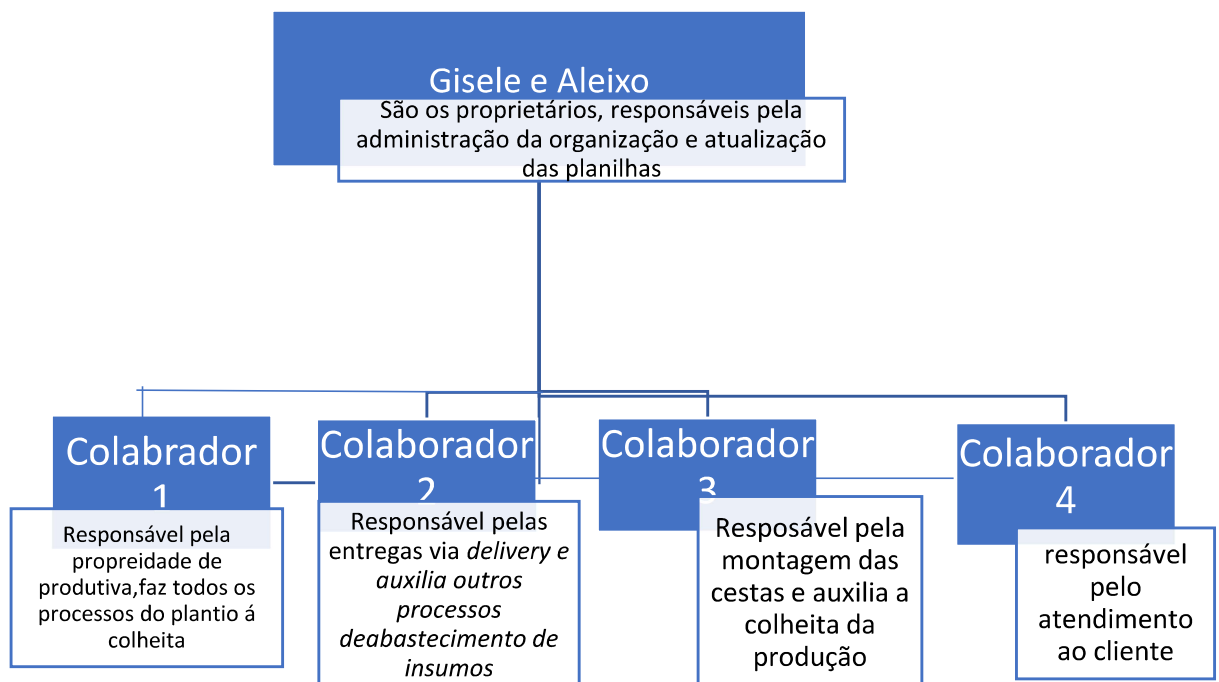 Gisele e Aleixo
São os proprietários, responsáveis pela
administração da organização e atualização
das planilhas
Colabrador
1
Responsável pela
propreidade de
produtiva,faz todos os
processos do plantio á
colheita
Colaborador
2
Responsável pelas
entregas via delivery e
auxilia outros
processos
deabastecimento de
insumos
Colaborador
3
Resposável pela
montagem das
cestas e auxilia a
colheita da
produção
Colaborador
4
responsável
pelo
atendimento
ao cliente